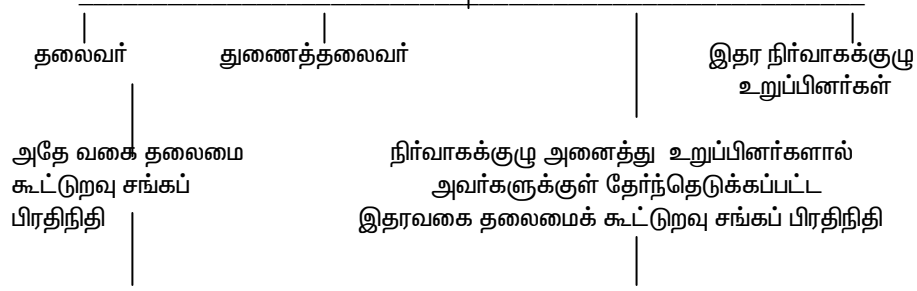 தலைவர்
துணைத்தலைவர்
இதர நிர்வாகக்குழு
உறுப்பினர்கள்
அதே வகை தலைமை
கூட்டுறவு சங்கப்
பிரதிநிதி
நிர்வாகக்குழு அனைத்து உறுப்பினர்களால்
அவர்களுக்குள் தேர்ந்தெடுக்கப்பட்ட
இதரவகை தலைமைக் கூட்டுறவு சங்கப் பிரதிநிதி